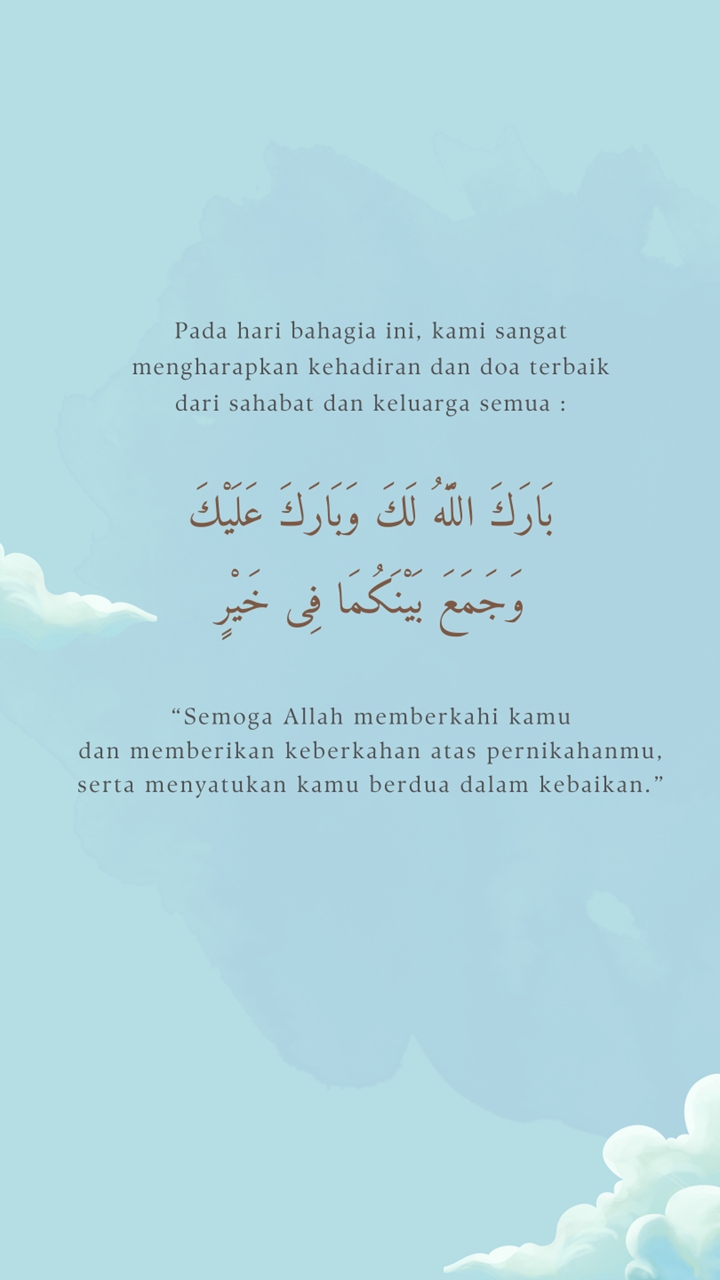 Pada hari bahagia ini, kami sangat
mengharapkan kehadiran dan doa terbaik
dari sahabat dan keluarga semua :
بَارَكَ اللّٰهُ لَكَ وَبَارَكَ عَلَيْكَ
وَجَمَعَ بَيْنَكُمَا فِى خَيْرٍ
“Semoga Allah memberkahi kamu
dan memberikan keberkahan atas pernikahanmu,
serta menyatukan kamu berdua dalam kebaikan.”